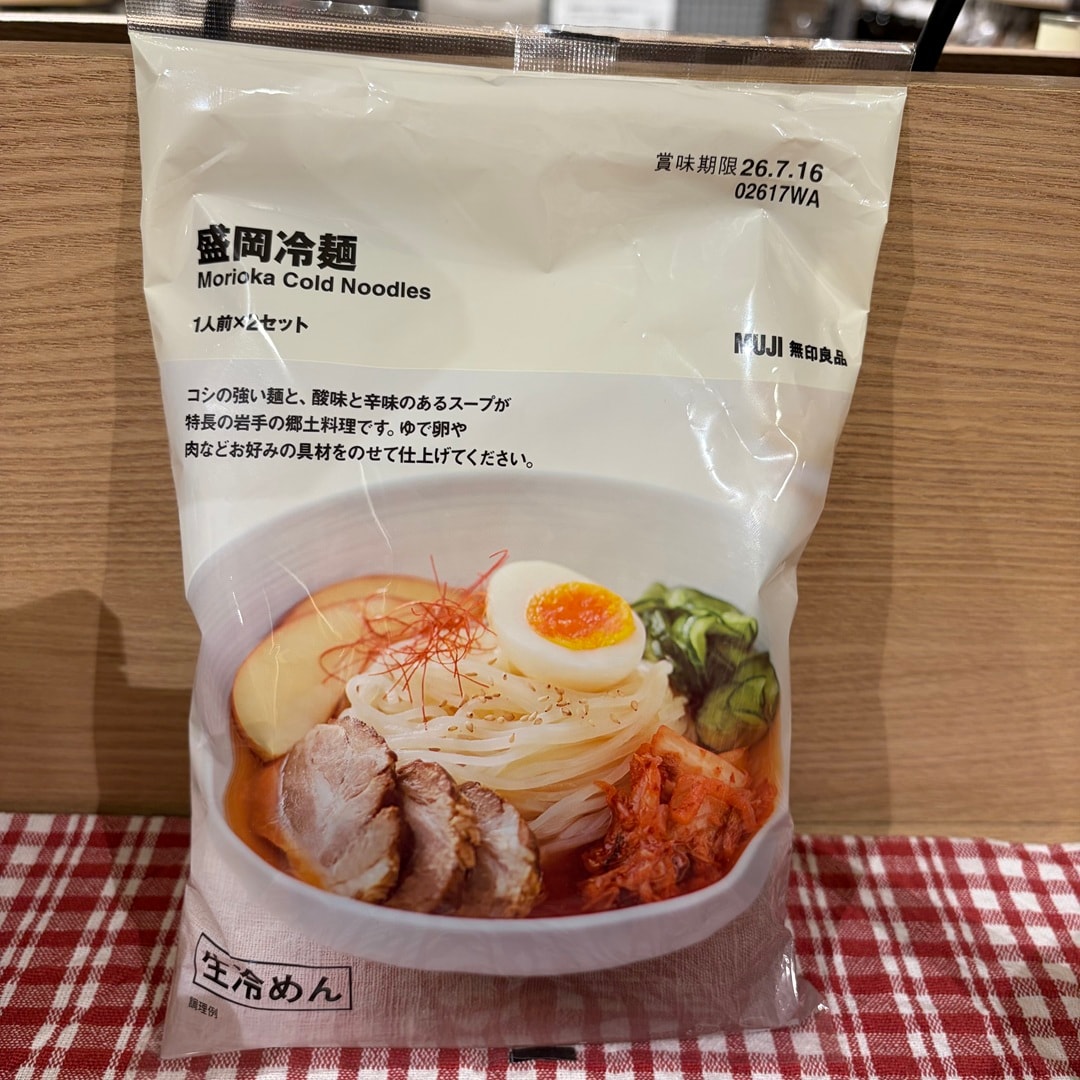 賞味期限 26.7.16
02617WA
盛岡冷麺
Morioka Cold Noodles
1人前×2セット
MUJI 無印良品
コシの強い麺と、酸味と辛味のあるスープが
特長の岩手の郷土料理です。ゆで卵や
肉などお好みの具材をのせて仕上げてください。
生冷めん
調理例